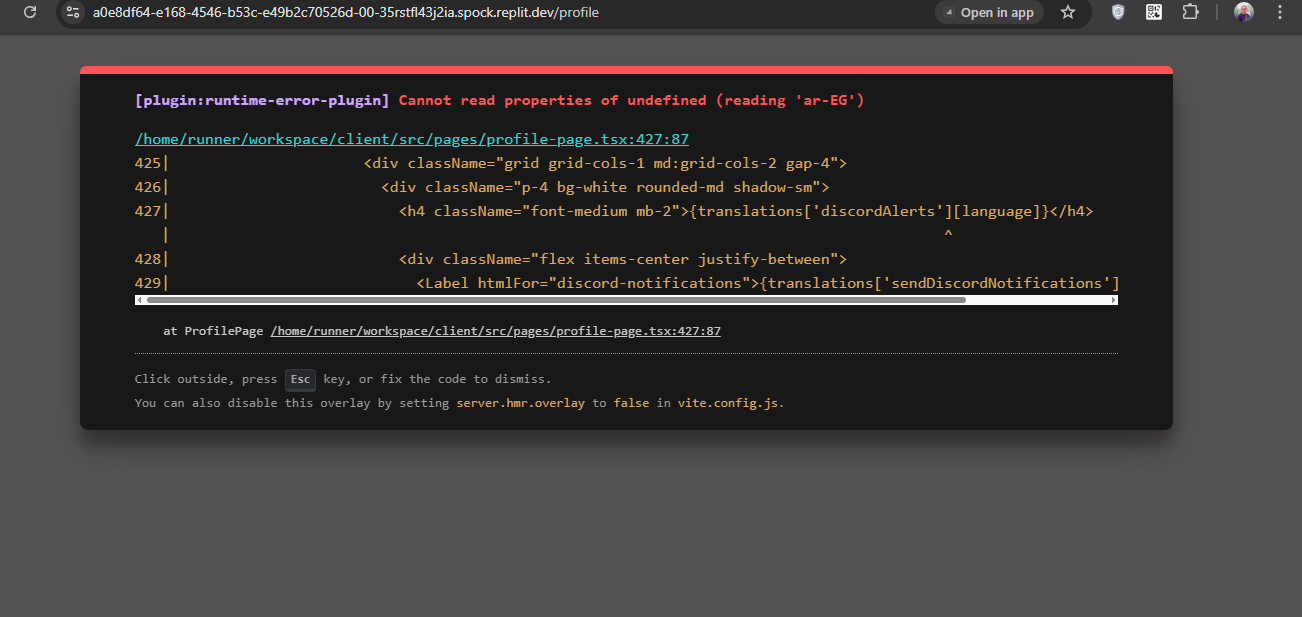 a0e8df64-e168-4546-b53c-e49b2c70526d-00-35rstfl43j2ia.spock.replit.dev/profile
Open in app
[plugin:runtime-error-plugin] Cannot read properties of undefined (reading 'ar-EG')
/home/runner/workspace/client/src/pages/profile-page.tsx:427:87
425|                      <div className="grid grid-cols-1 md:grid-cols-2 gap-4">
426|                        <div className="p-4 bg-white rounded-md shadow-sm">
427|                          <h4 className="font-medium mb-2">{translations['discordAlerts'][language]}</h4>
   |                                                                                       ^
428|                          <div className="flex items-center justify-between">
429|                            <Label htmlFor="discord-notifications">{translations['sendDiscordNotifications']
at ProfilePage /home/runner/workspace/client/src/pages/profile-page.tsx:427:87
Click outside, press Esc key, or fix the code to dismiss.
You can also disable this overlay by setting server.hmr.overlay to false in vite.config.js.